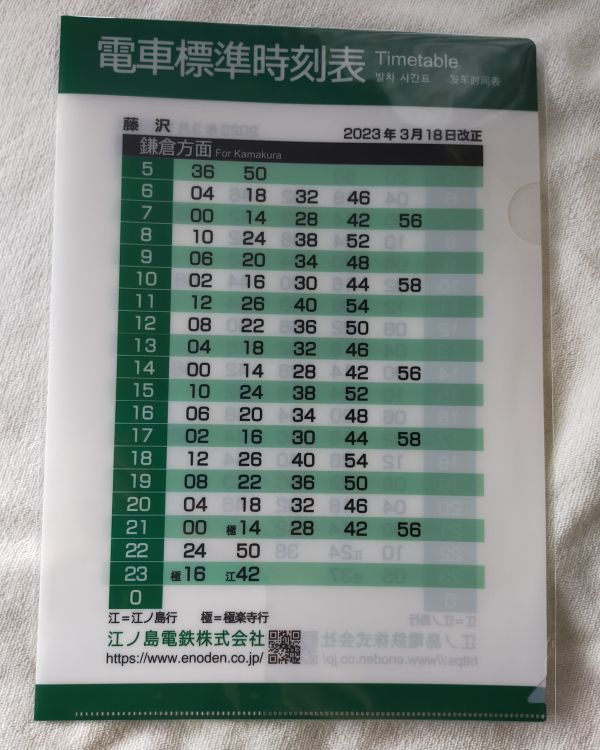 電車標準時刻表 Timetable
발차 시간표 发车时间表
藤沢 2023年3月18日改正
鎌倉方面 For Kamakura
5 36 50
6 04 18 32 46
7 00 14 28 42 56
8 10 24 38 52
9 06 20 34 48
10 02 16 30 44 58
11 12 26 40 54
12 08 22 36 50
13 04 18 32 46
14 00 14 28 42 56
15 10 24 38 52
16 06 20 34 48
17 02 16 30 44 58
18 12 26 40 54
19 08 22 36 50
20 04 18 32 46
21 00 極14 28 42 56
22 24 50
23 極16 江42
0
江=江ノ島行 極=極楽寺行
江ノ島電鉄株式会社
https://www.enoden.co.jp/